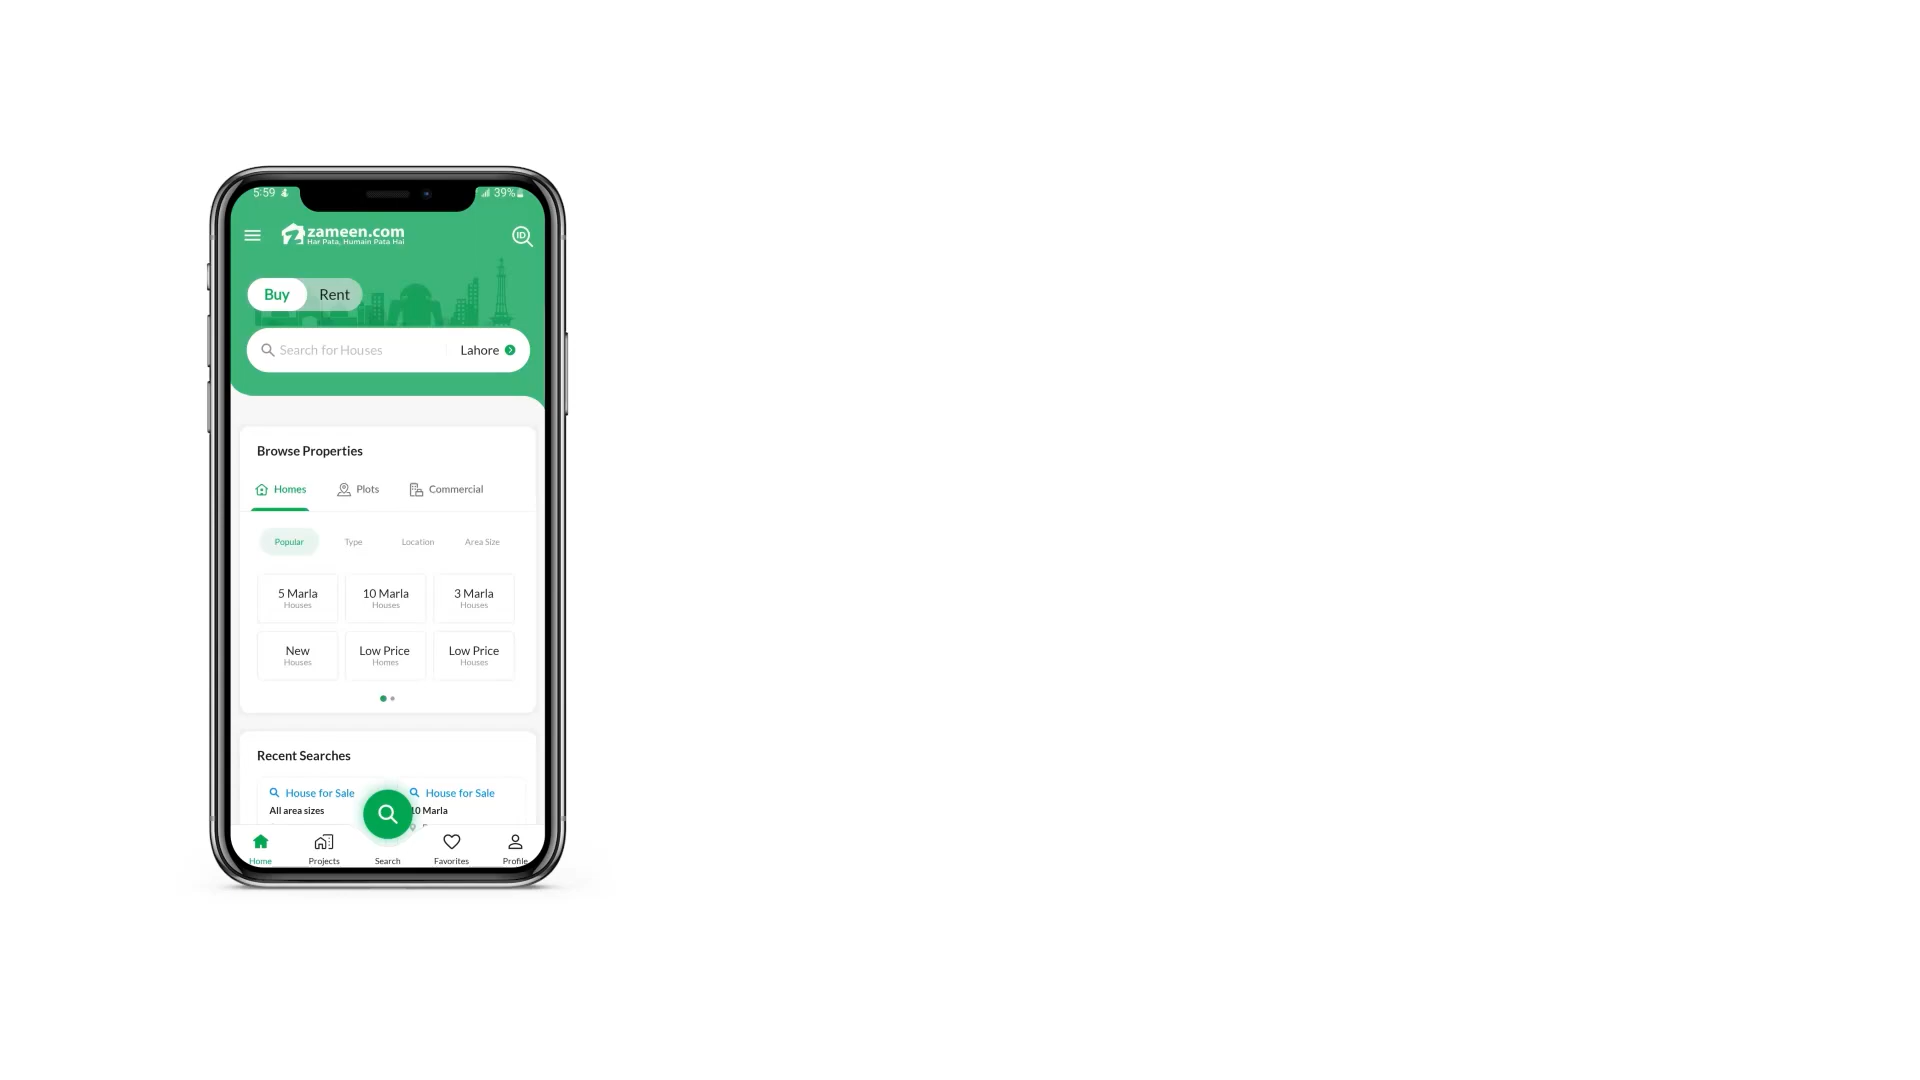 5:59
39%
zameen.com
Har Pata, Humain Pata Hai
ID
Buy Rent
Search for Houses Lahore
Browse Properties
Homes Plots Commercial
Popular Type Location Area Size
5 Marla 10 Marla 3 Marla
Houses Houses Houses
New Low Price Low Price
Houses Homes Houses
Recent Searches
House for Sale House for Sale
All area sizes 10 Marla
Home Projects Search Favorites Profile